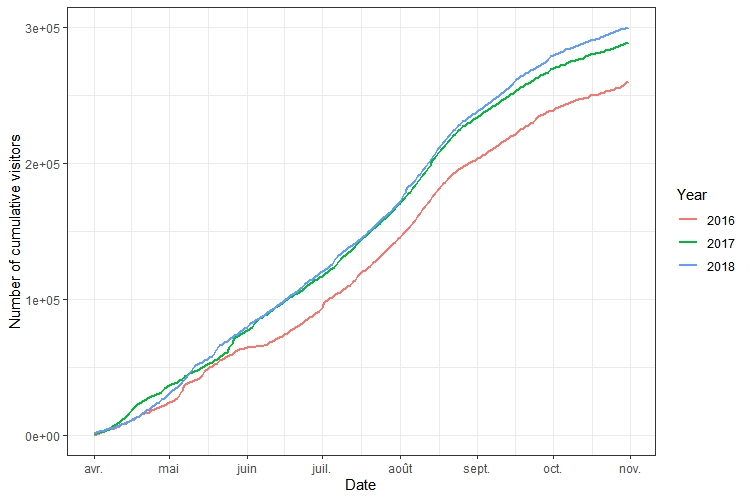 3e+05
2e+05
1e+05
0e+00
Number of cumulative visitors
avr. mai juin juil. août sept. oct. nov.
Date
Year
2016
2017
2018